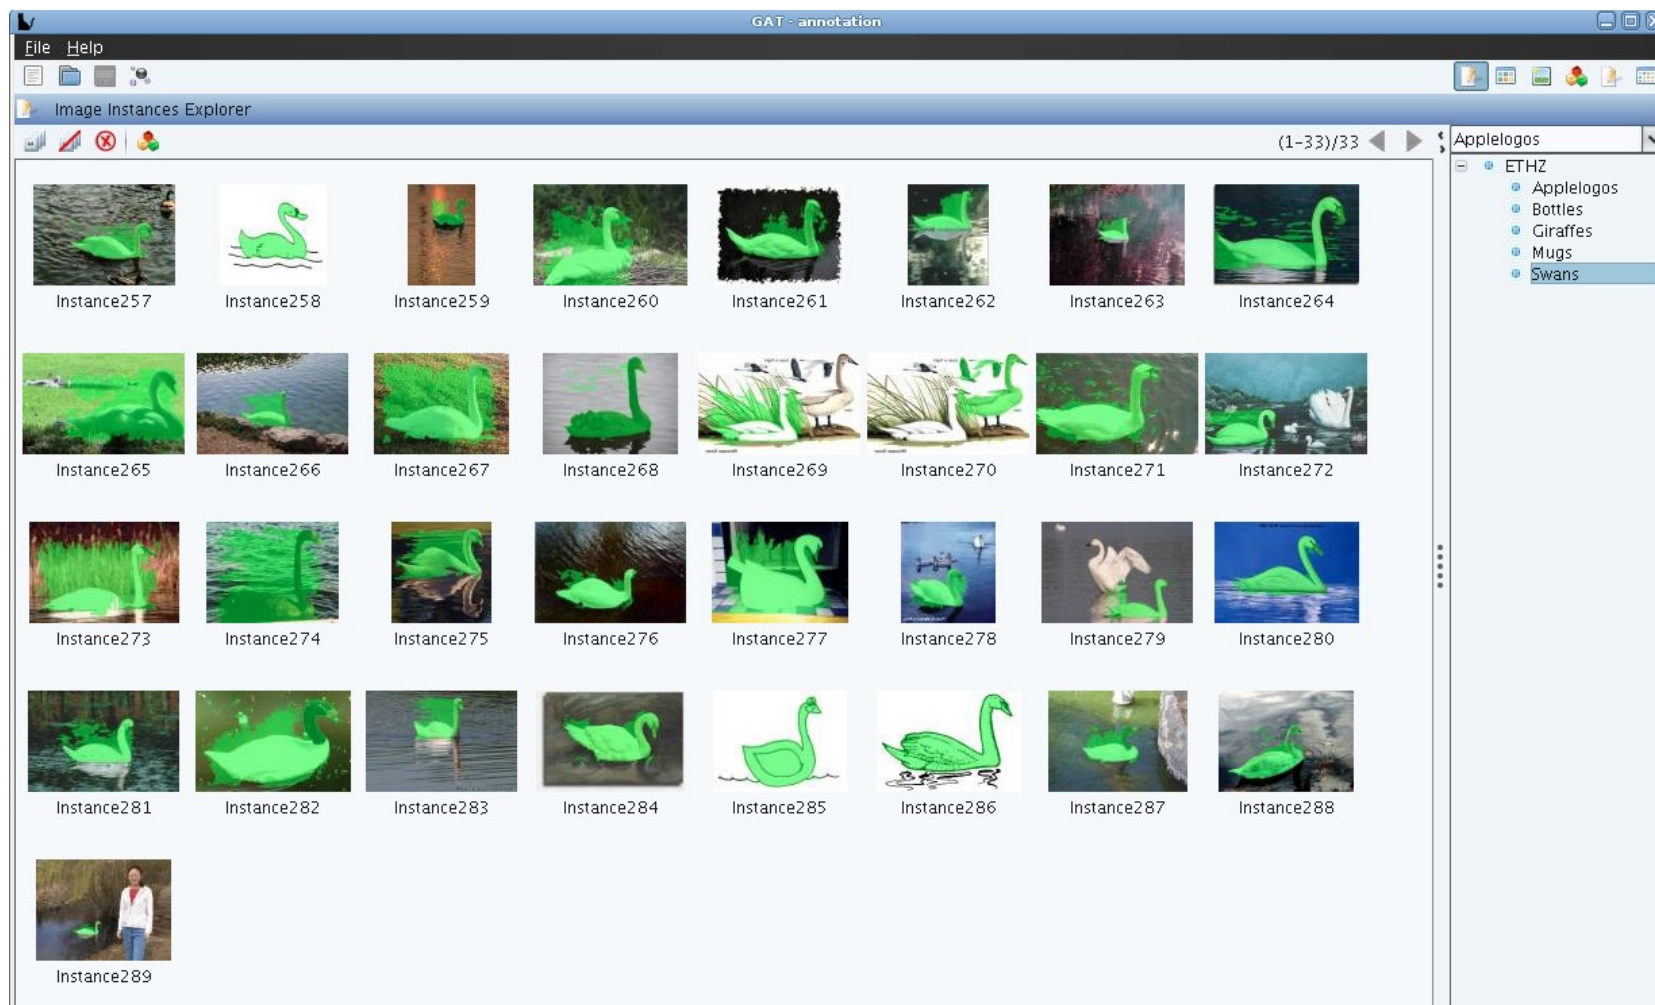 GAT - annotation
File Help
Image Instances Explorer
(1-33)/33
Applelogos
ETHZ
Applelogos
Bottles
Giraffes
Mugs
Swans
Instance257 Instance258 Instance259 Instance260 Instance261 Instance262 Instance263 Instance264
Instance265 Instance266 Instance267 Instance268 Instance269 Instance270 Instance271 Instance272
Instance273 Instance274 Instance275 Instance276 Instance277 Instance278 Instance279 Instance280
Instance281 Instance282 Instance283 Instance284 Instance285 Instance286 Instance287 Instance288
Instance289